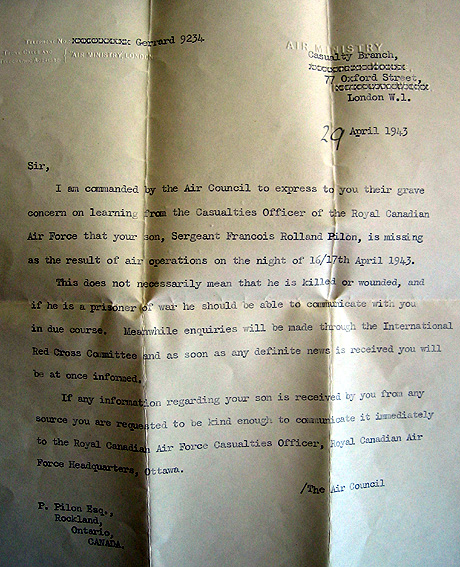 TELEPHONE No.: xxxxxxxxxx Gerrard 9234
AIR MINISTRY, LONDON
AIR MINISTRY,
Casualty Branch,
77 Oxford Street,
London W.1.
29 April 1943
Sir,
I am commanded by the Air Council to express to you their grave
concern on learning from the Casualties Officer of the Royal Canadian
Air Force that your son, Sergeant Francois Rolland Pilon, is missing
as the result of air operations on the night of 16/17th April 1943.
This does not necessarily mean that he is killed or wounded, and
if he is a prisoner of war he should be able to communicate with you
in due course. Meanwhile enquiries will be made through the International
Red Cross Committee and as soon as any definite news is received you will
be at once informed.
If any information regarding your son is received by you from any
source you are requested to be kind enough to communicate it immediately
to the Royal Canadian Air Force Casualties Officer, Royal Canadian Air
Force Headquarters, Ottawa.
/The Air Council
P. Pilon Esq.,
Rockland,
Ontario,
CANADA.